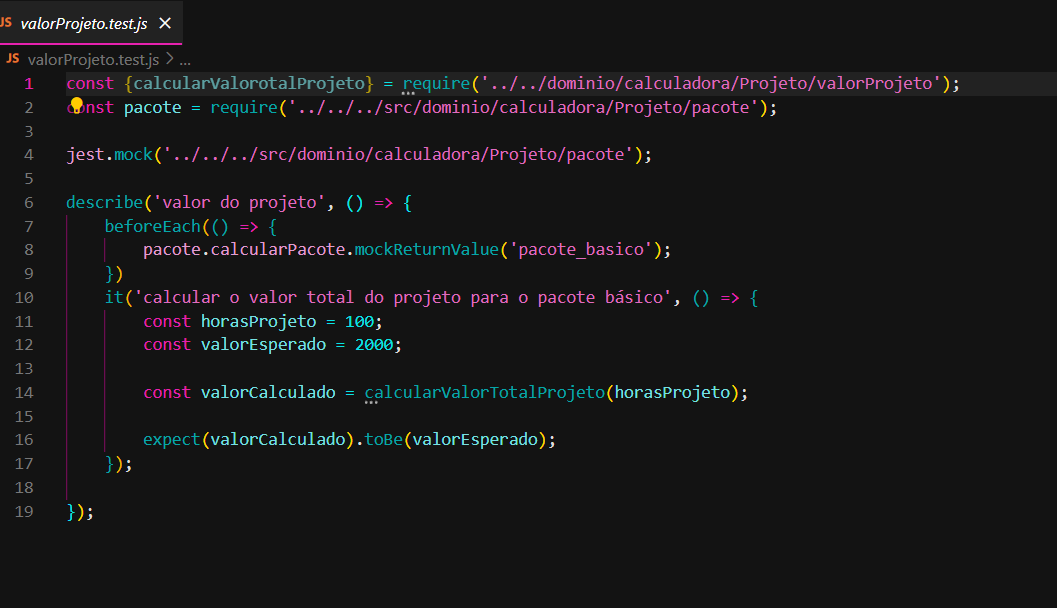 JS valorProjeto.test.js ×
JS valorProjeto.test.js > ...
1 const {calcularValorotalProjeto} = require('../../dominio/calculadora/Projeto/valorProjeto');
2 const pacote = require('../../../src/dominio/calculadora/Projeto/pacote');
3
4 jest.mock('../../../src/dominio/calculadora/Projeto/pacote');
5
6 describe('valor do projeto', () => {
7 beforeEach(() => {
8 pacote.calcularPacote.mockReturnValue('pacote_basico');
9 })
10 it('calcular o valor total do projeto para o pacote básico', () => {
11 const horasProjeto = 100;
12 const valorEsperado = 2000;
13
14 const valorCalculado = calcularValorTotalProjeto(horasProjeto);
15
16 expect(valorCalculado).toBe(valorEsperado);
17 });
18
19 });